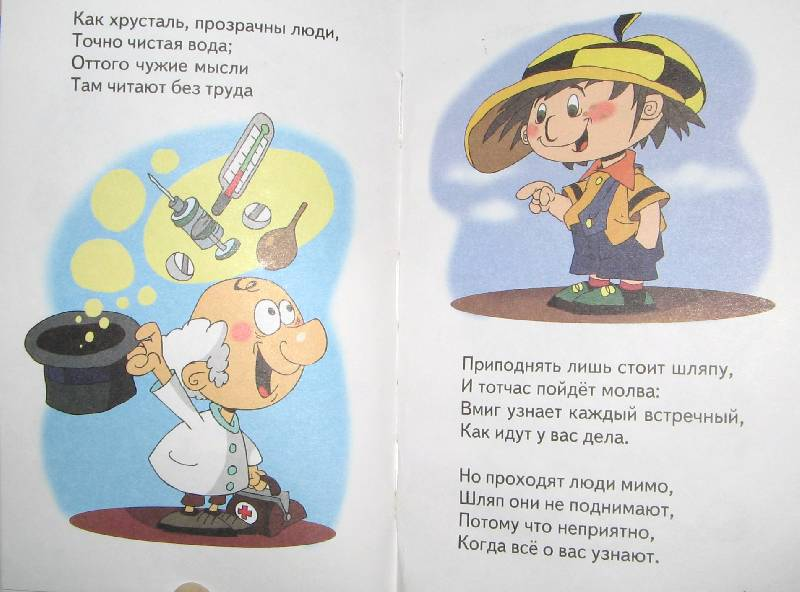 Как хрусталь, прозрачны люди,
Точно чистая вода;
Оттого чужие мысли
Там читают без труда
Приподнять лишь стоит шляпу,
И тотчас пойдёт молва:
Вмиг узнает каждый встречный,
Как идут у вас дела.
Но проходят люди мимо,
Шляп они не поднимают,
Потому что неприятно,
Когда всё о вас узнают.